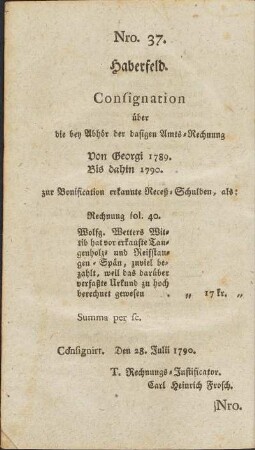 Nro. 37.
Haberfeld.
Consignation
über
die bey Abhör der dasigen Amts-Rechnung
Von Georgi 1789.
Bis dahin 1790.
zur Bonification erkannte Receß-Schulden, als:
Rechnung fol. 40.
Wolfg. Wetters Wit-
tib hat vor erkaufte Tan-
genholz- und Reifstan-
gen-Spän, zuviel be-
zahlt, weil das darüber
verfaßte Urkund zu hoch
berechnet gewesen . „ 17 kr. „
Summa per se.
Consignirt. Den 28. Julii 1790.
T. Rechnungs-Justificator.
Carl Heinrich Frosch.
Nro.